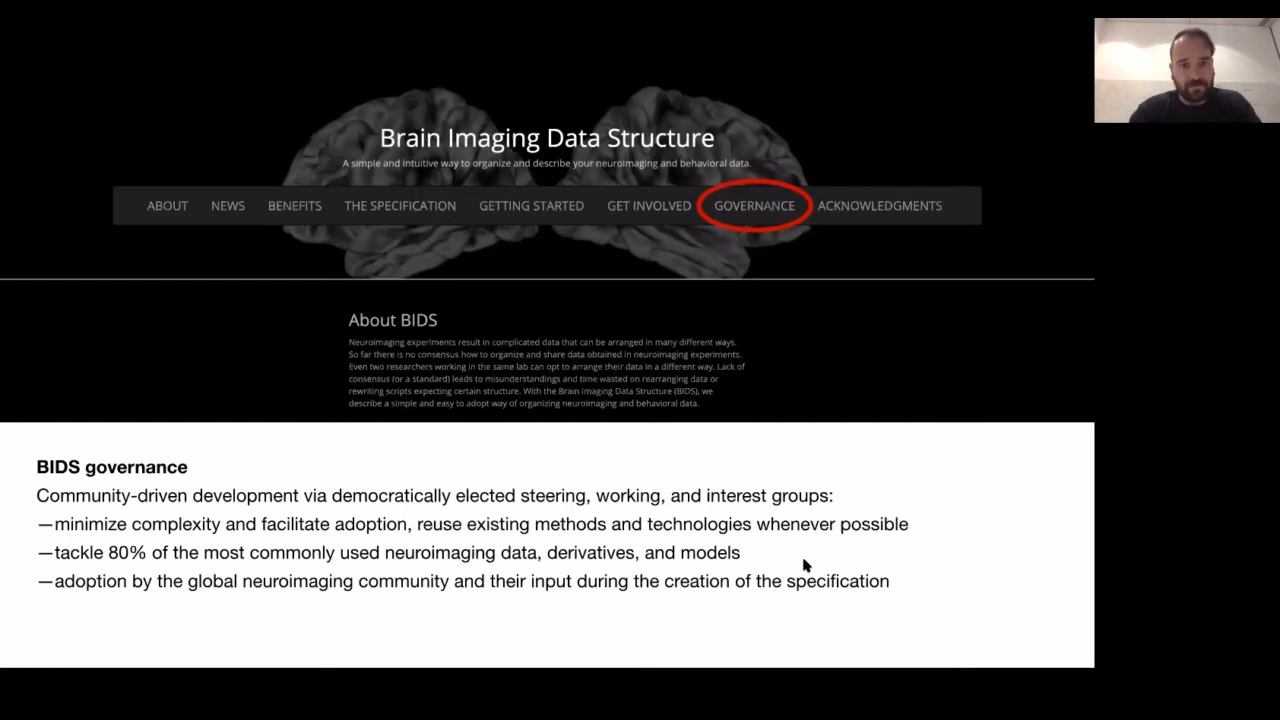 Brain Imaging Data Structure
A simple and intuitive way to organize and describe your neuroimaging and behavioral data.
ABOUT NEWS BENEFITS THE SPECIFICATION GETTING STARTED GET INVOLVED GOVERNANCE ACKNOWLEDGMENTS
About BIDS
Neuroimaging experiments result in complicated data that can be arranged in many different ways.
So far there is no consensus how to organize and share data obtained in neuroimaging experiments.
Even two researchers working in the same lab can opt to arrange their data in a different way. Lack of
consensus (or a standard) leads to misunderstandings and time wasted on rearranging data or
rewriting scripts expecting certain structure. With the Brain Imaging Data Structure (BIDS), we
describe a simple and easy to adopt way of organizing neuroimaging and behavioral data.
BIDS governance
Community-driven development via democratically elected steering, working, and interest groups:
—minimize complexity and facilitate adoption, reuse existing methods and technologies whenever possible
—tackle 80% of the most commonly used neuroimaging data, derivatives, and models
—adoption by the global neuroimaging community and their input during the creation of the specification